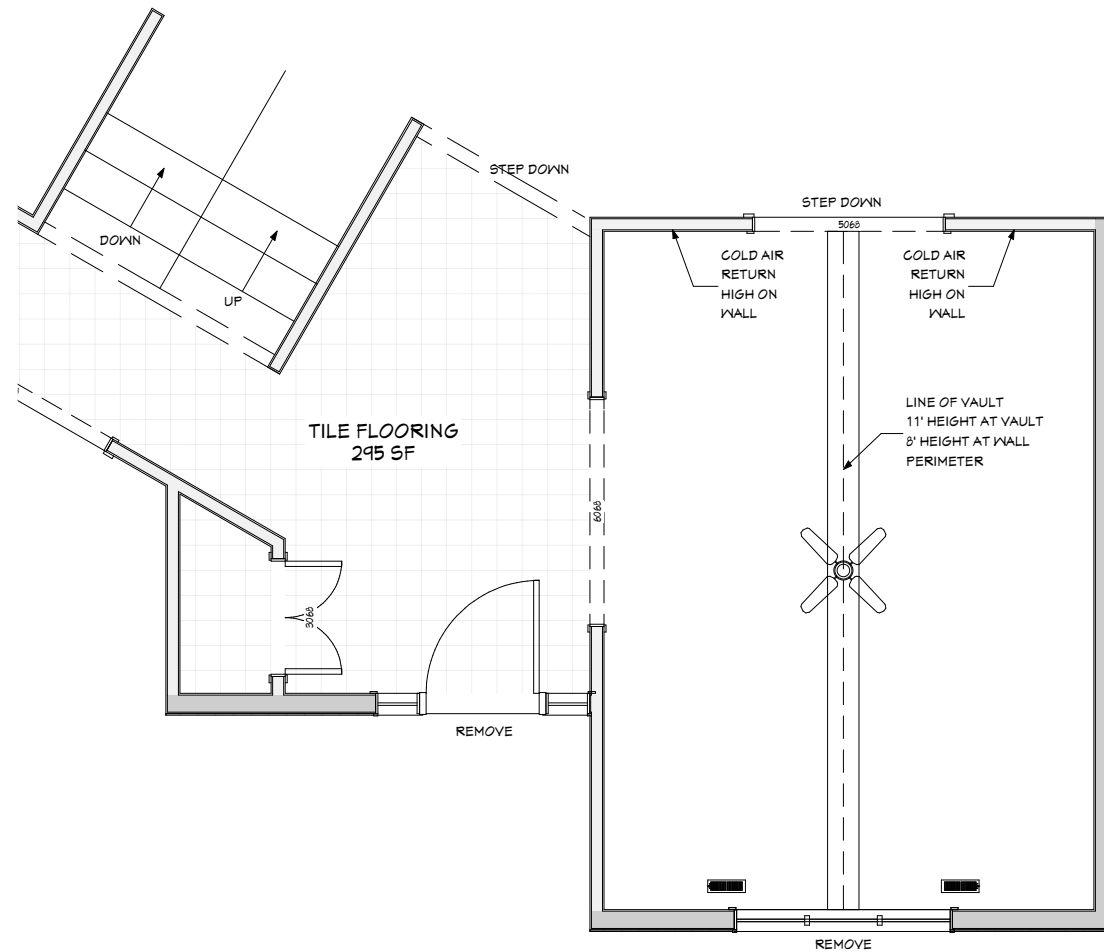 STEP DOWN
STEP DOWN
5068
DOWN
UP
COLD AIR
RETURN
HIGH ON
WALL
COLD AIR
RETURN
HIGH ON
WALL
LINE OF VAULT
11' HEIGHT AT VAULT
8' HEIGHT AT WALL
PERIMETER
TILE FLOORING
295 SF
6068
3068
REMOVE
REMOVE